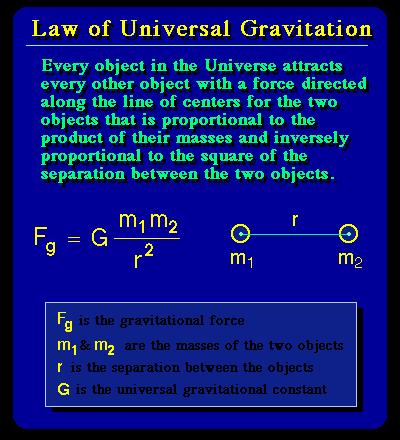 Law of Universal Gravitation
Every object in the Universe attracts
every other object with a force directed
along the line of centers for the two
objects that is proportional to the
product of their masses and inversely
proportional to the square of the
separation between the two objects.
Fg = G m1 m2 / r²
r
m1 m2
Fg is the gravitational force
m1 & m2 are the masses of the two objects
r is the separation between the objects
G is the universal gravitational constant